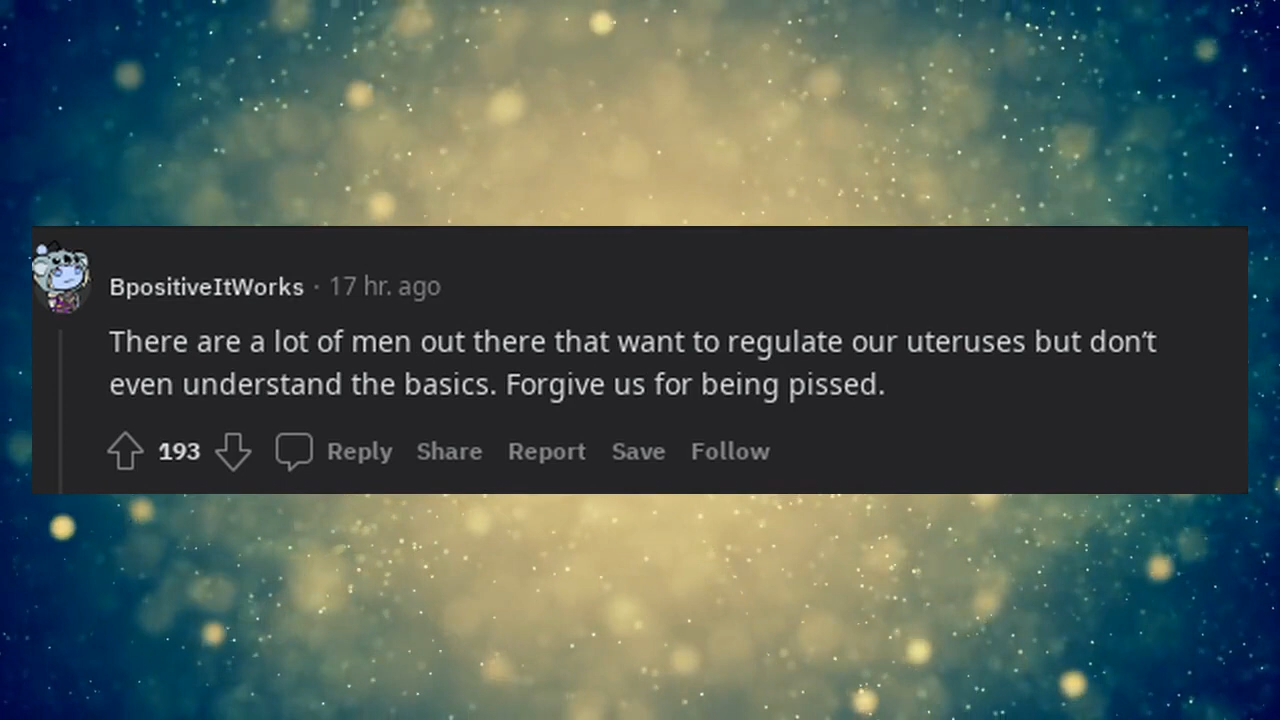 BpositiveItWorks · 17 hr. ago
There are a lot of men out there that want to regulate our uteruses but don’t
even understand the basics. Forgive us for being pissed.
193 Reply Share Report Save Follow